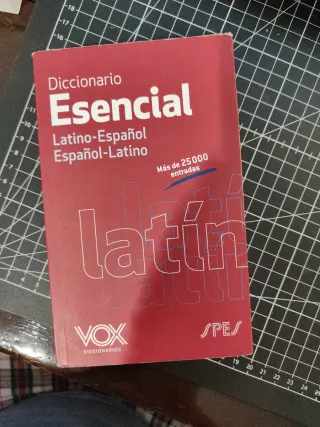 Diccionario
Esencial
Latino-Español
Español-Latino
Más de 25 000
entradas
latín
VOX
DICCIONARIOS
SPES